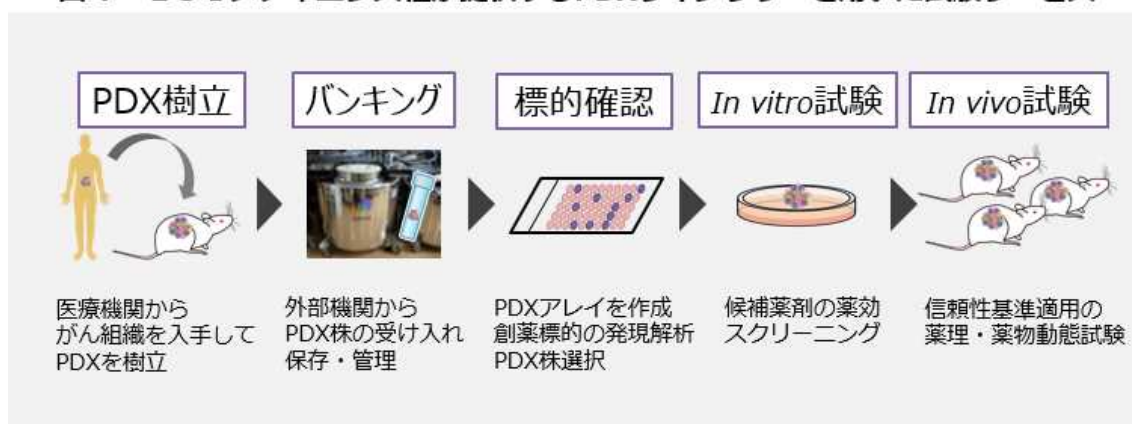 PDX樹立
バンキング
標的確認
In vitro試験
In vivo試験
医療機関から
がん組織を入手して
PDXを樹立
外部機関から
PDX株の受け入れ
保存・管理
PDXアレイを作成
創薬標的の発現解析
PDX株選択
候補薬剤の薬効
スクリーニング
信頼性基準適用の
薬理・薬物動態試験